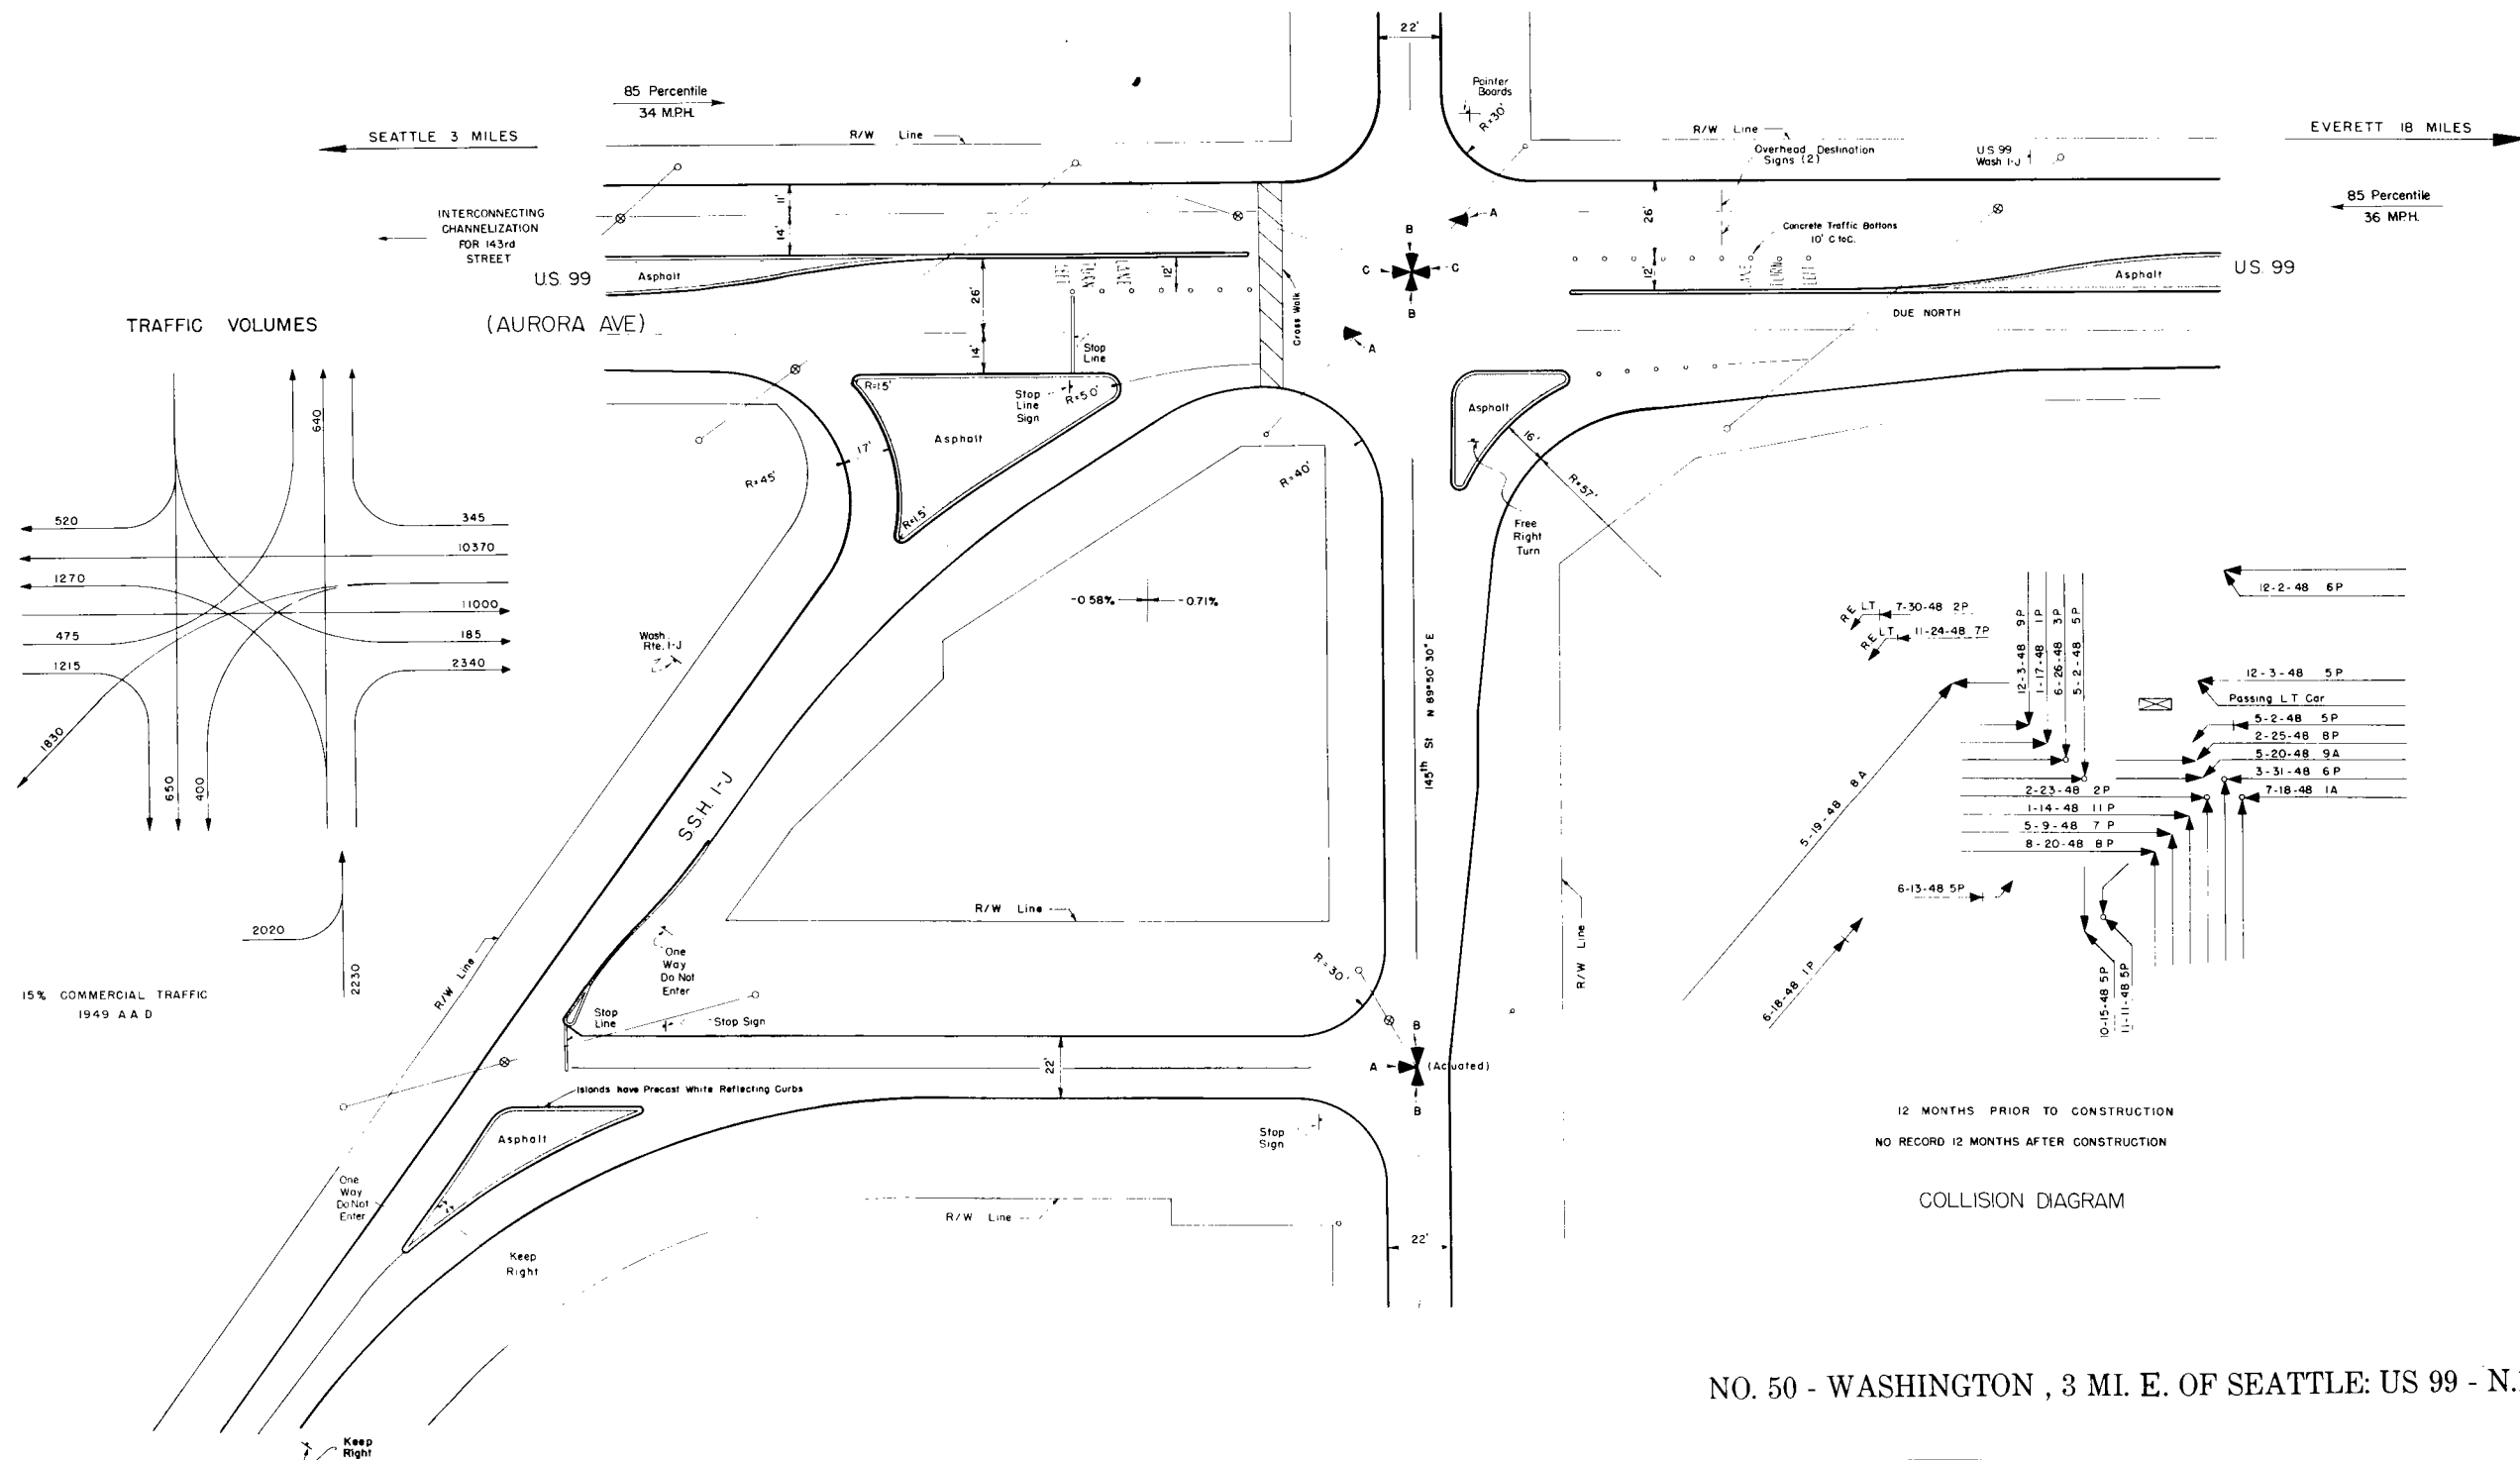 22'
Pointer
Boards
R=30'
85 Percentile
34 M.P.H.
SEATTLE 3 MILES
R/W Line
R/W Line
Overhead Destination
Signs (2)
US 99
Wash 1-J
EVERETT 18 MILES
85 Percentile
36 M.P.H.
INTERCONNECTING
CHANNELIZATION
FOR 143rd
STREET
11'
14'
26'
A
B
C
C
B
A
Concrete Traffic Bottons
10' C to C.
12'
U.S. 99
Asphalt
26'
14'
12'
LANE
TURN
Cross Walk
Asphalt
US. 99
DUE NORTH
TRAFFIC VOLUMES
(AURORA AVE)
Stop
Line
R=15'
Stop
Line
Sign
R=5.0'
Asphalt
17'
R=45'
R=1.5'
R=40'
Asphalt
16'
R=57'
Free
Right
Turn
640
520
345
10370
1270
11000
475
185
1215
2340
1830
650
400
2020
2230
15% COMMERCIAL TRAFFIC
1949 A A D
-0.58%
-0.71%
Wash.
Rte. 1-J
145th St N 89°50' 30" E
S.S.H. 1-J
R/W Line
R/W Line
R/W Line
One
Way
Do Not
Enter
Stop
Line
Stop Sign
R=30'
22'
A
B
(Actuated)
B
Islands have Precast White Reflecting Curbs
Asphalt
Stop
Sign
One
Way
Do Not
Enter
R/W Line
Keep
Right
22'
Keep
Right
RE LT 7-30-48 2P
RE LT 11-24-48 7P
12-3-48 9P
1-17-48 1P
6-26-48 3P
5-2-48 5P
12-2-48 6P
12-3-48 5P
Passing L T Car
5-2-48 5P
2-25-48 8P
5-20-48 9A
3-31-48 6P
7-18-48 1A
2-23-48 2P
1-14-48 11P
5-9-48 7P
8-20-48 8P
5-19-48 8A
6-13-48 5P
6-18-48 1P
10-15-48 5P
11-11-48 5P
12 MONTHS PRIOR TO CONSTRUCTION
NO RECORD 12 MONTHS AFTER CONSTRUCTION
COLLISION DIAGRAM
NO. 50 - WASHINGTON , 3 MI. E. OF SEATTLE: US 99 - N.